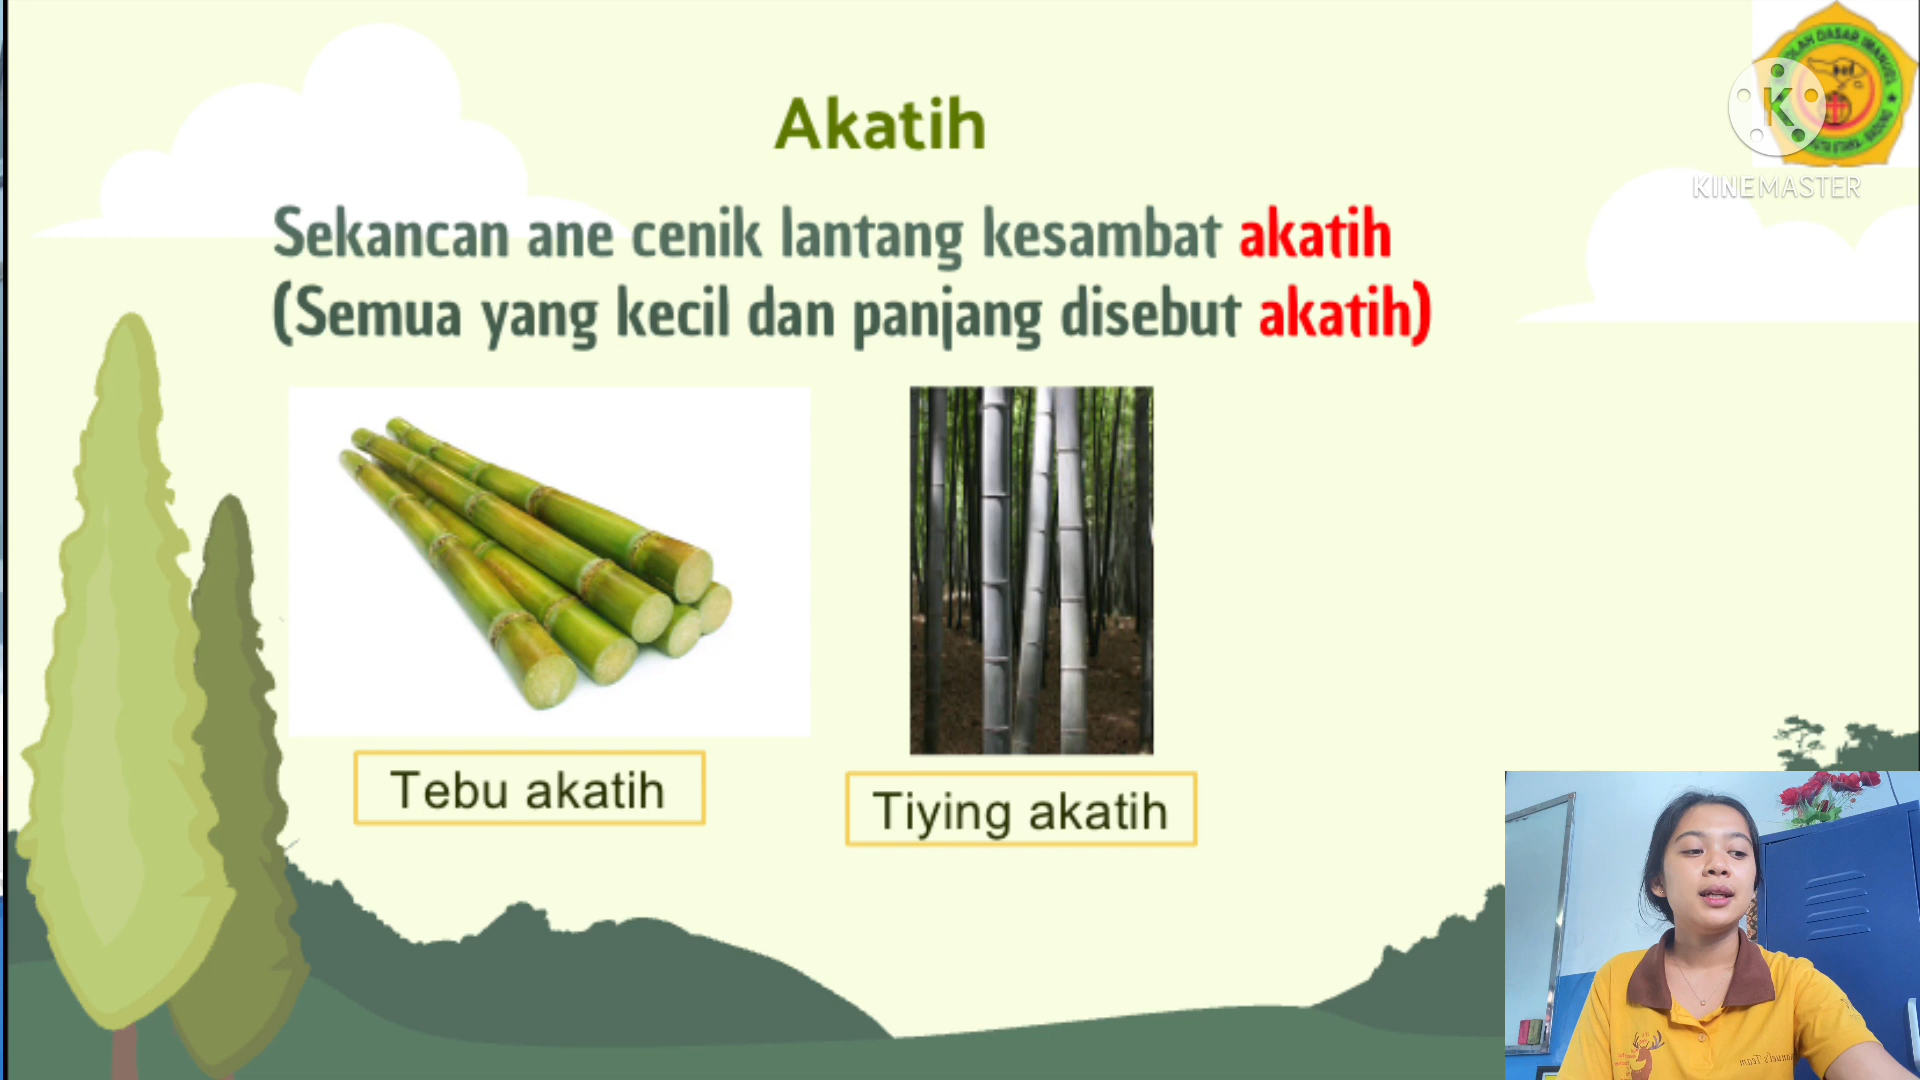 Akatih
Sekancan ane cenik lantang kesambat akatih
(Semua yang kecil dan panjang disebut akatih)
Tebu akatih
Tiying akatih
K
KINEMASTER